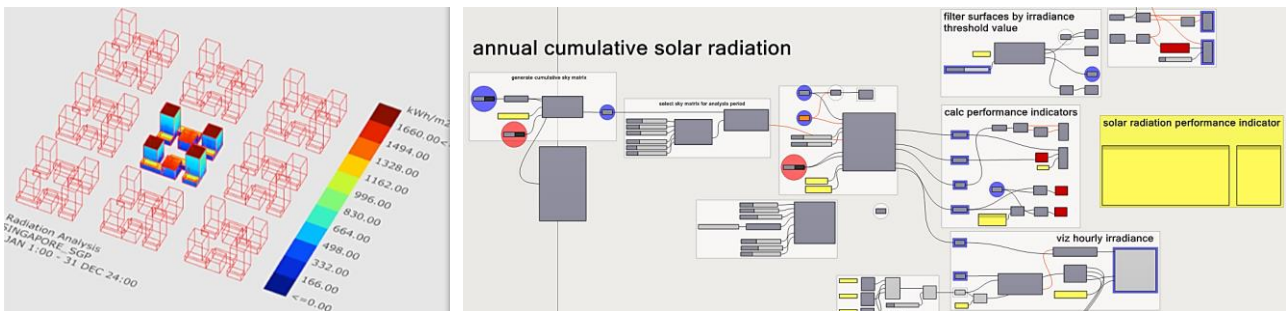 kWh/m2
1660.00<
1494.00
1328.00
1162.00
996.00
830.00
664.00
498.00
332.00
166.00
<=0.00
Radiation Analysis
SINGAPORE_SGP
JAN 1:00 - 31 DEC 24:00
annual cumulative solar radiation
generate cumulative sky matrix
select sky matrix for analysis period
filter surfaces by irradiance
threshold value
calc performance indicators
solar radiation performance indicator
viz hourly irradiance